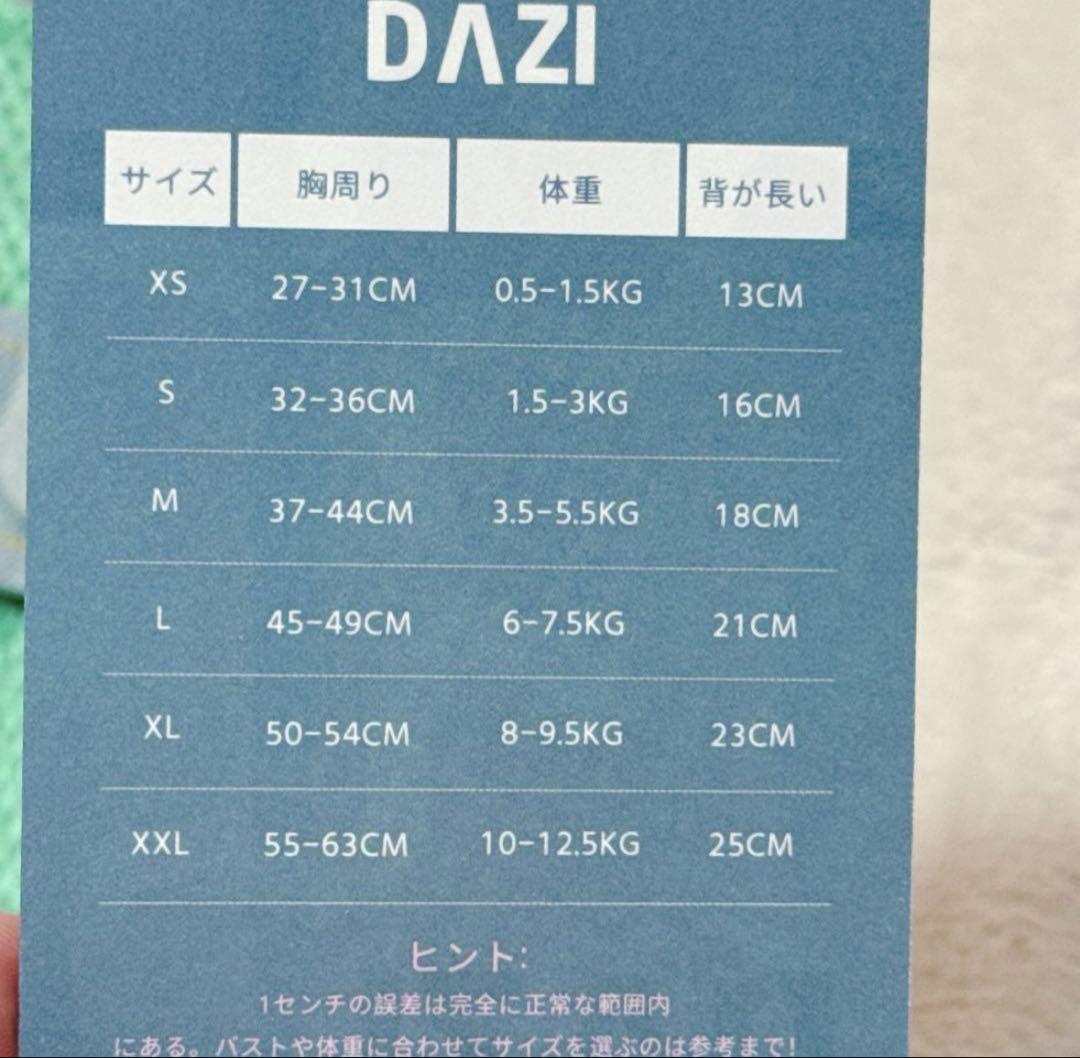 DAZI
サイズ 胸周り 体重 背が長い
XS 27-31CM 0.5-1.5KG 13CM
S 32-36CM 1.5-3KG 16CM
M 37-44CM 3.5-5.5KG 18CM
L 45-49CM 6-7.5KG 21CM
XL 50-54CM 8-9.5KG 23CM
XXL 55-63CM 10-12.5KG 25CM
ヒント:
1センチの誤差は完全に正常な範囲内
にある。バストや体重に合わせてサイズを選ぶのは参考まで!